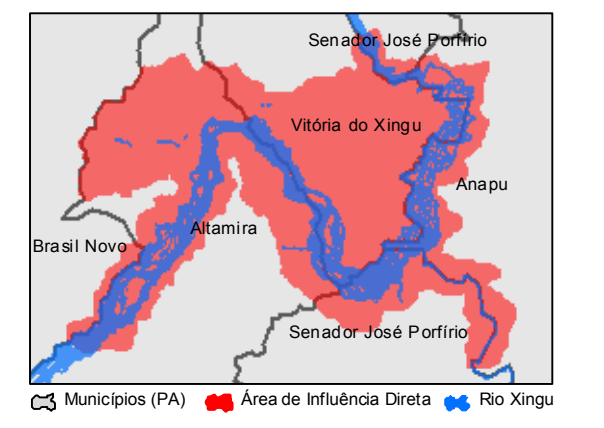 Senador José Porfírio
Vitória do Xingu
Anapu
Altamira
Brasil Novo
Senador José Porfírio
Municípios (PA) Área de Influência Direta Rio Xingu